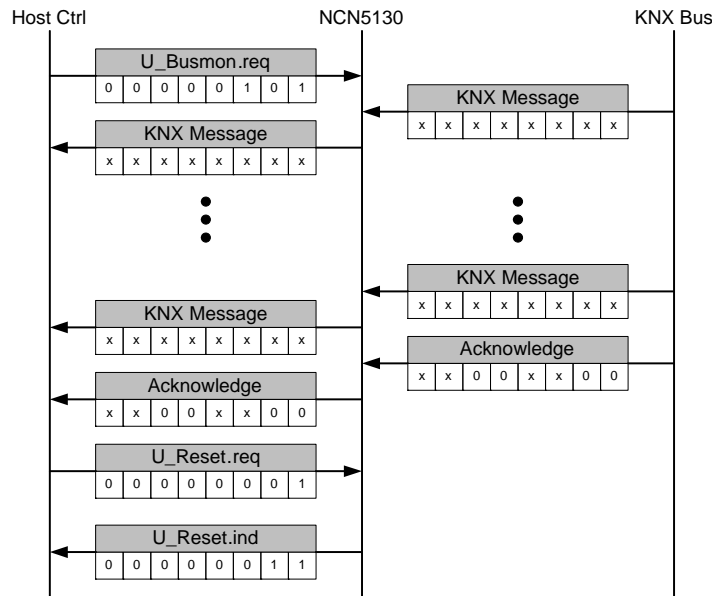 Host Ctrl NCN5130 KNX Bus
U_Busmon.req
0 0 0 0 0 1 0 1
KNX Message
x x x x x x x x
KNX Message
x x x x x x x x
KNX Message
x x x x x x x x
KNX Message
x x x x x x x x
Acknowledge
x x 0 0 x x 0 0
Acknowledge
x x 0 0 x x 0 0
U_Reset.req
0 0 0 0 0 0 0 1
U_Reset.ind
0 0 0 0 0 0 1 1